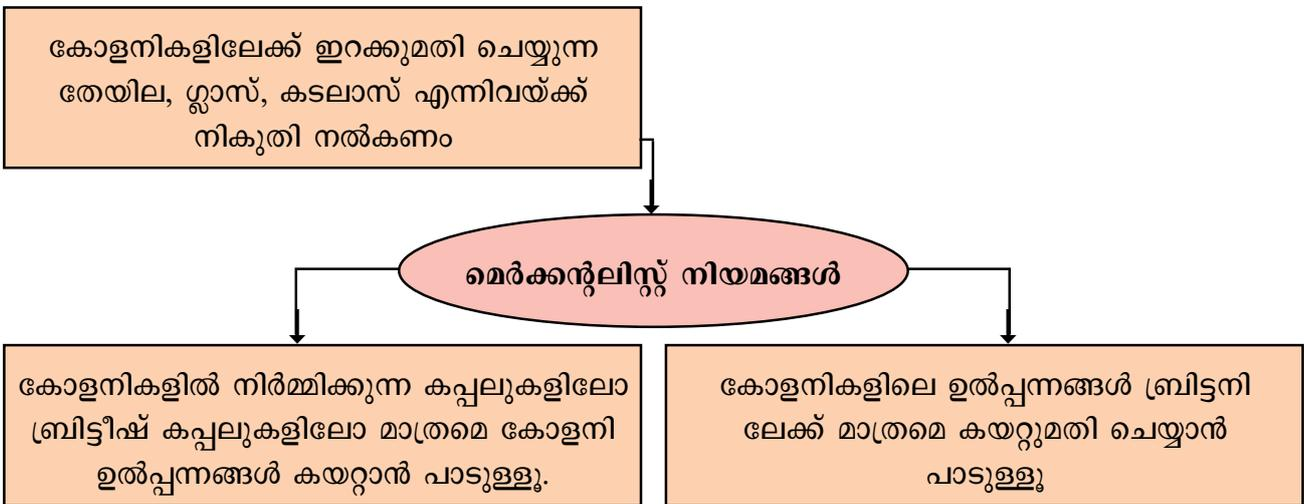 കോളനികളിലേക്ക് ഇറക്കുമതി ചെയ്യുന്ന
തേയില, ഗ്ലാസ്, കടലാസ് എന്നിവയ്ക്ക്
നികുതി നൽകണം
മെർക്കന്റലിസ്റ്റ് നിയമങ്ങൾ
കോളനികളിൽ നിർമ്മിക്കുന്ന കപ്പലുകളിലോ
ബ്രിട്ടീഷ് കപ്പലുകളിലോ മാത്രമെ കോളനി
ഉൽപ്പന്നങ്ങൾ കയറ്റാൻ പാടുള്ളൂ.
കോളനികളിലെ ഉൽപ്പന്നങ്ങൾ ബ്രിട്ടനി
ലേക്ക് മാത്രമെ കയറ്റുമതി ചെയ്യാൻ
പാടുള്ളൂ